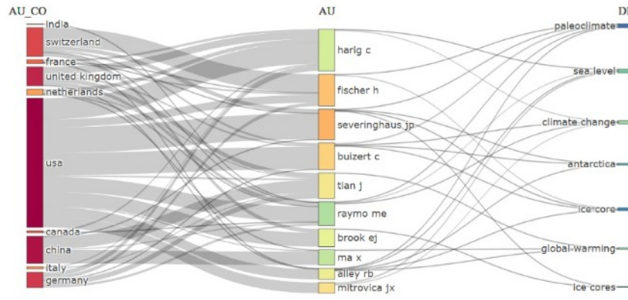 AU_CO
AU
DE
india
switzerland
france
united kingdom
netherlands
usa
canada
china
italy
germany
harig c
fischer h
severinghaus jp
buizert c
tian j
raymo me
brook ej
ma x
alley rb
mitrovica jx
paleoclimate
sea level
climate change
antarctica
ice core
global warming
ice cores